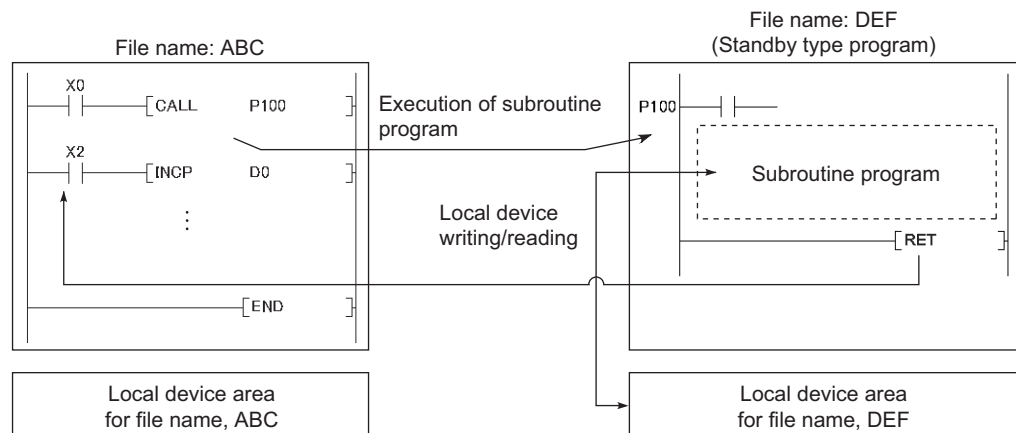 File name: ABC
X0
CALL P100
X2
INCP D0
END
Local device area
for file name, ABC
Execution of subroutine
program
Local device
writing/reading
File name: DEF
(Standby type program)
P100
Subroutine program
RET
Local device area
for file name, DEF